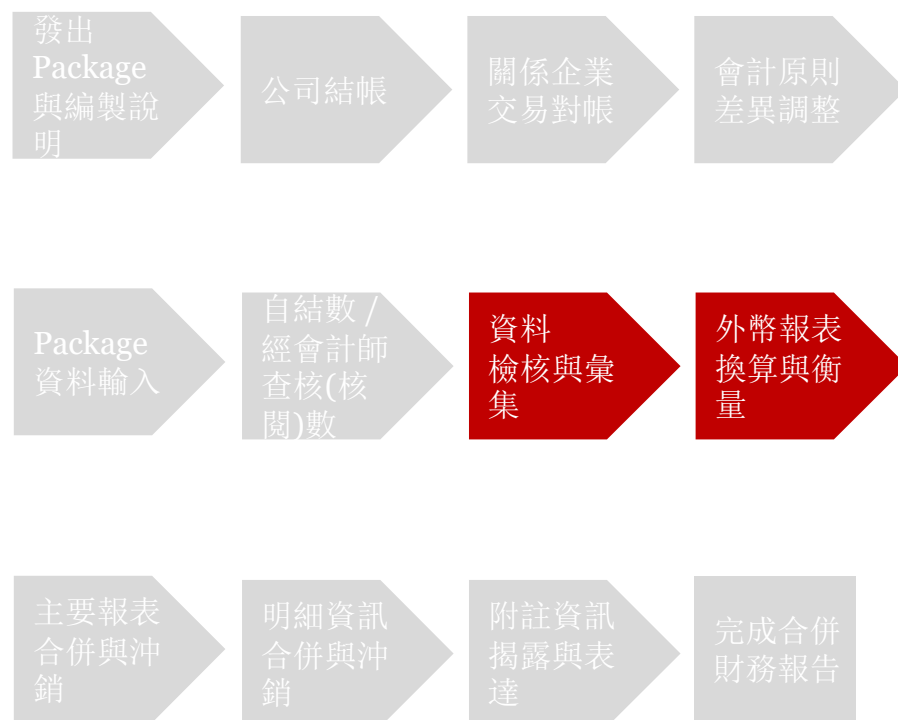 發出
Package
與編製說
明
公司結帳
關係企業
交易對帳
會計原則
差異調整
Package
資料輸入
自結數 /
經會計師
查核(核
閱)數
資料
檢核與彙
集
外幣報表
換算與衡
量
主要報表
合併與沖
銷
明細資訊
合併與沖
銷
附註資訊
揭露與表
達
完成合併
財務報告